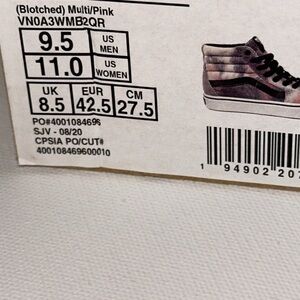 (Blotched) Multi/Pink
VN0A3WMB2QR
9.5 US MEN
11.0 US WOMEN
UK EUR CM
8.5 42.5 27.5
PO#4001084696
SJV - 08/20
CPSIA PO/CUT#
400108469600010
1 94902 20